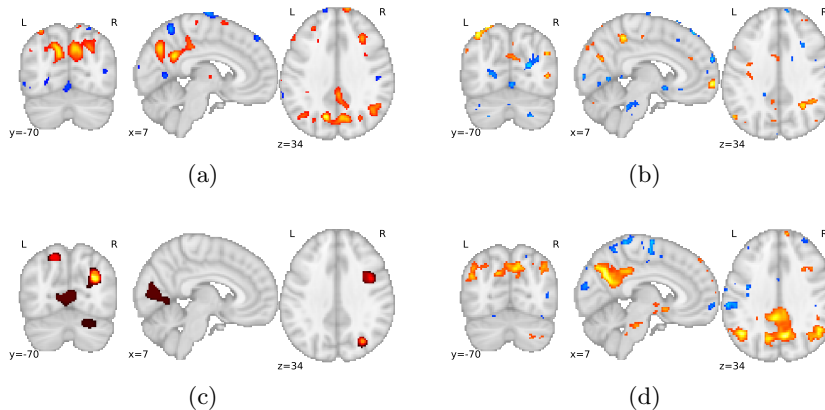 L R L R
y=-70 x=7 z=34
(a)
L R L R
y=-70 x=7 z=34
(b)
L R L R
y=-70 x=7 z=34
(c)
L R L R
y=-70 x=7 z=34
(d)